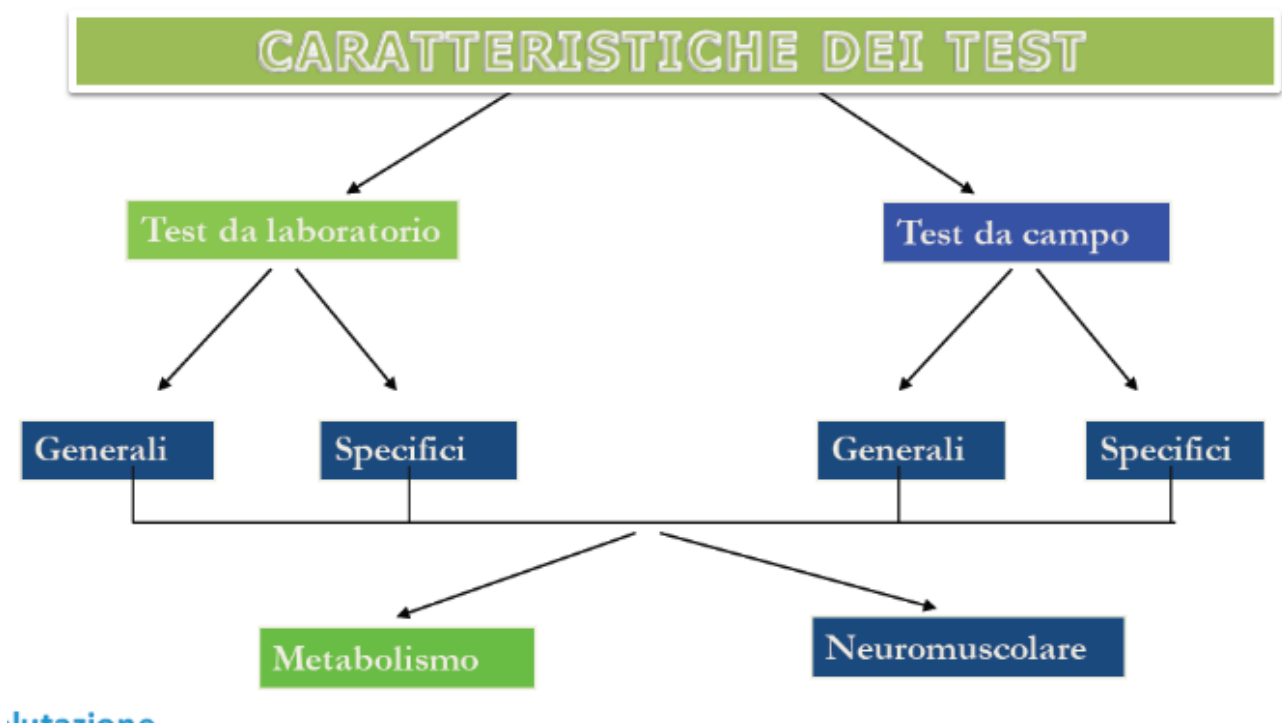 CARATTERISTICHE DEI TEST
Test da laboratorio
Test da campo
Generali
Specifici
Generali
Specifici
Metabolismo
Neuromuscolare